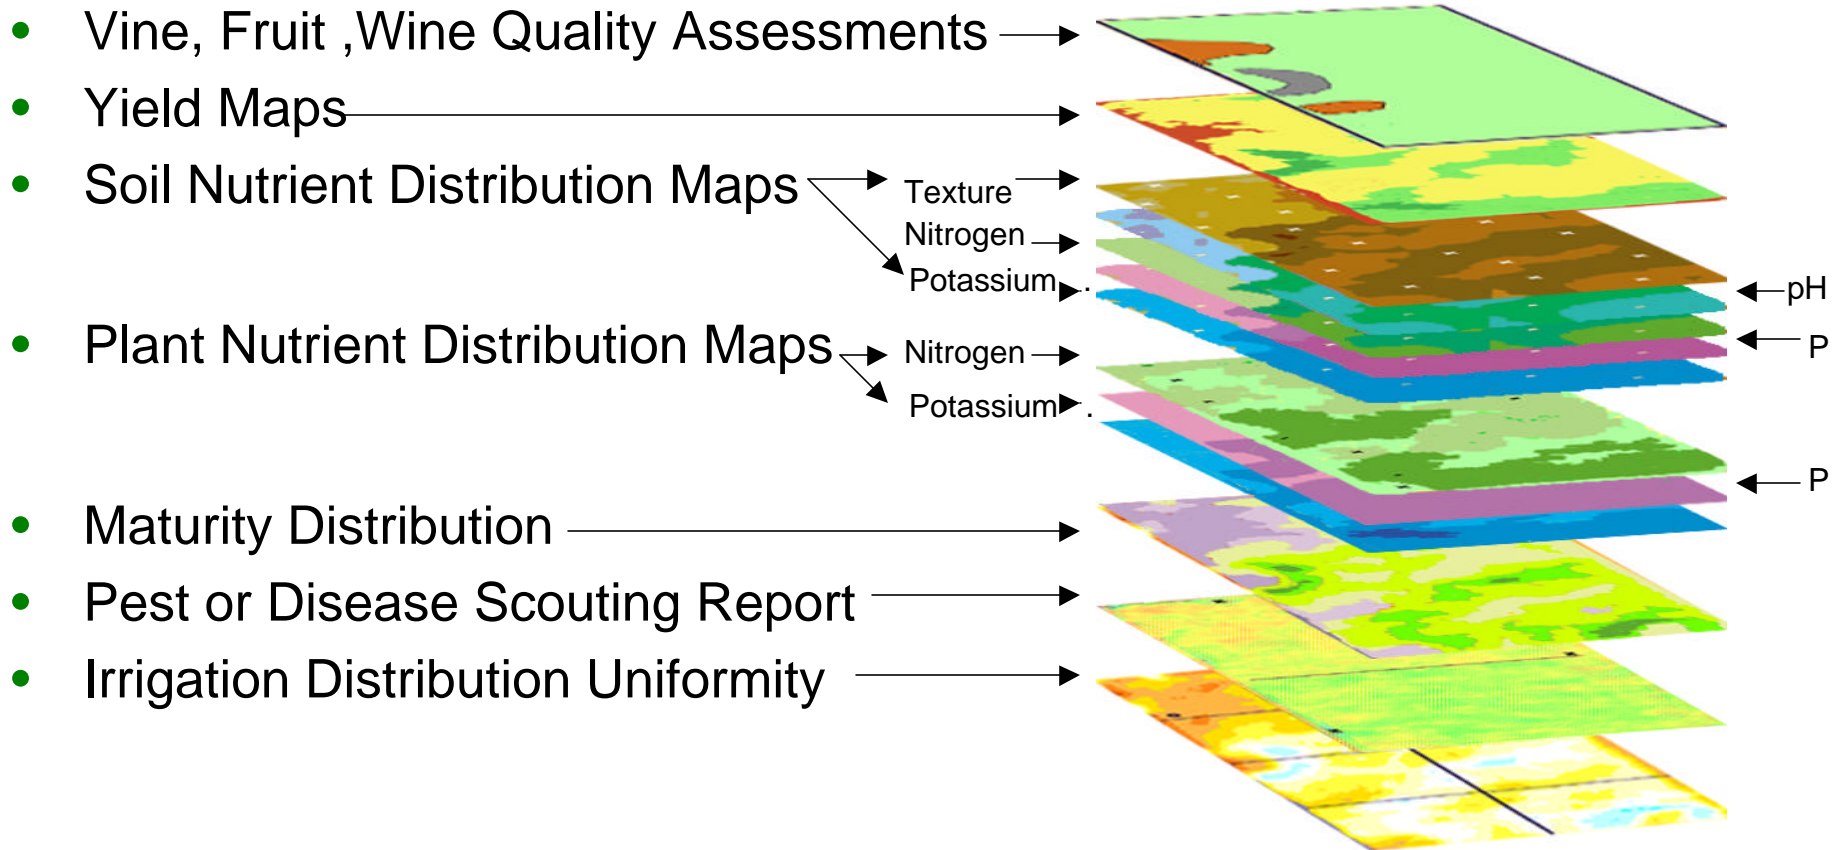 • Vine, Fruit ,Wine Quality Assessments
• Yield Maps
• Soil Nutrient Distribution Maps
Texture
Nitrogen
Potassium .
pH
P
• Plant Nutrient Distribution Maps
Nitrogen
Potassium .
P
• Maturity Distribution
• Pest or Disease Scouting Report
• Irrigation Distribution Uniformity